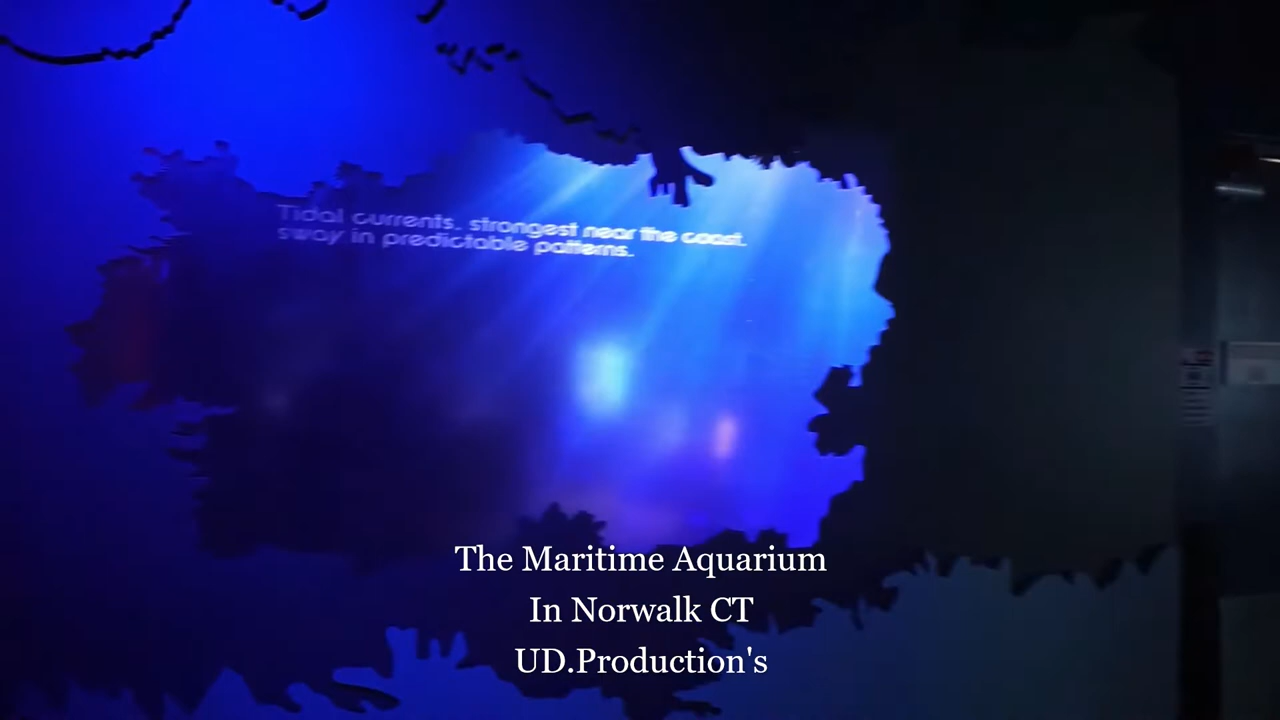 Tidal currents, strongest near the coast,
sway in predictable patterns.
The Maritime Aquarium
In Norwalk CT
UD.Production's